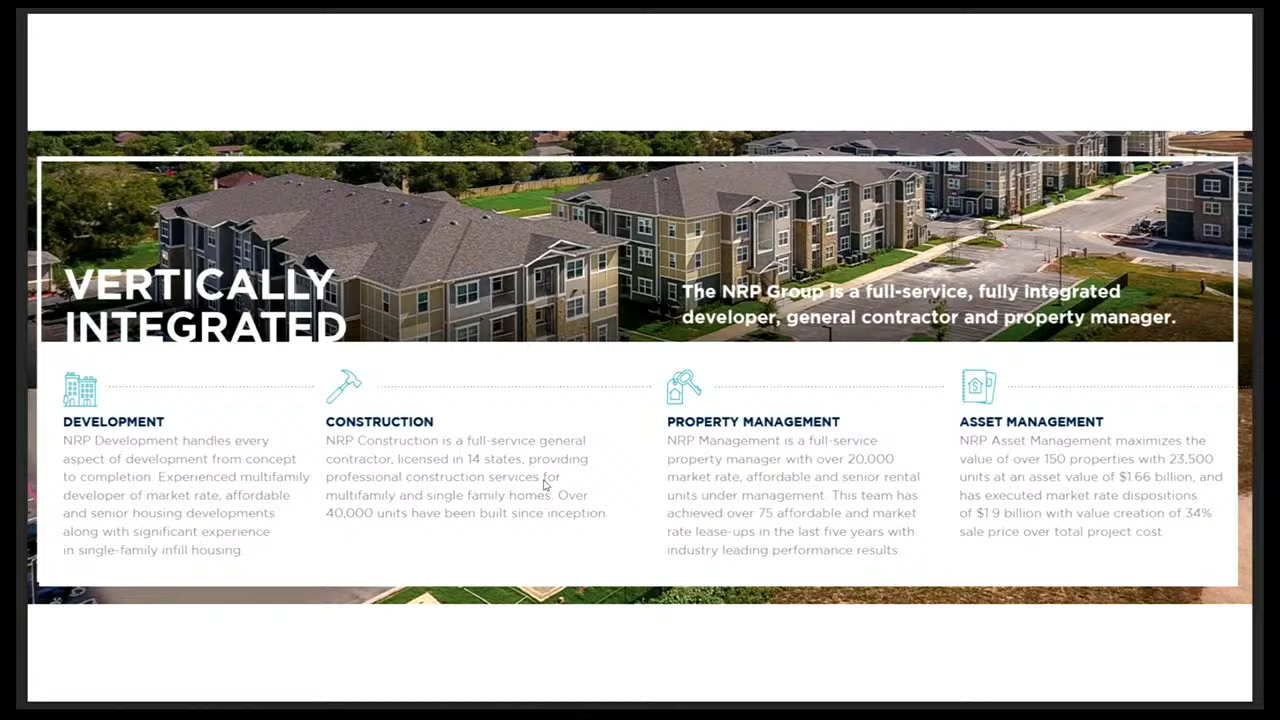 VERTICALLY
INTEGRATED
The NRP Group is a full-service, fully integrated
developer, general contractor and property manager.
DEVELOPMENT
NRP Development handles every
aspect of development from concept
to completion. Experienced multifamily
developer of market rate, affordable
and senior housing developments
along with significant experience
in single-family infill housing.
CONSTRUCTION
NRP Construction is a full-service general
contractor, licensed in 14 states, providing
professional construction services for
multifamily and single family homes. Over
40,000 units have been built since inception.
PROPERTY MANAGEMENT
NRP Management is a full-service
property manager with over 20,000
market rate, affordable and senior rental
units under management. This team has
achieved over 75 affordable and market
rate lease-ups in the last five years with
industry leading performance results
ASSET MANAGEMENT
NRP Asset Management maximizes the
value of over 150 properties with 23,500
units at an asset value of $1.66 billion, and
has executed market rate dispositions
of $1.9 billion with value creation of 34%
sale price over total project cost